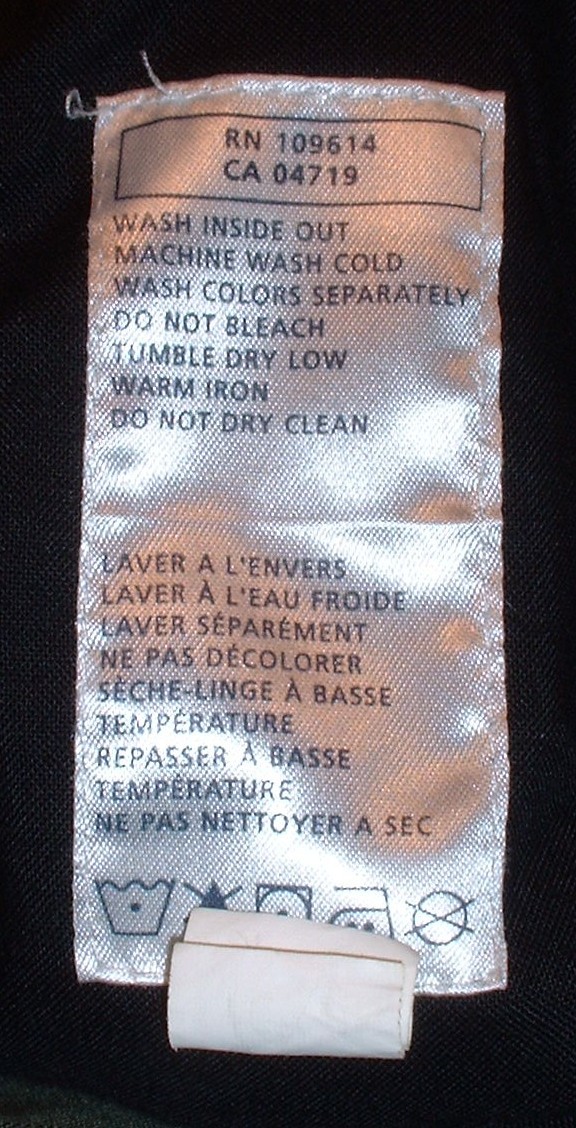 RN 109614
CA 04719
WASH INSIDE OUT
MACHINE WASH COLD
WASH COLORS SEPARATELY
DO NOT BLEACH
TUMBLE DRY LOW
WARM IRON
DO NOT DRY CLEAN
LAVER A L'ENVERS
LAVER À L'EAU FROIDE
LAVER SÉPARÉMENT
NE PAS DÉCOLORER
SÈCHE-LINGE À BASSE
TEMPÉRATURE
REPASSER À BASSE
TEMPÉRATURE
NE PAS NETTOYER A SEC